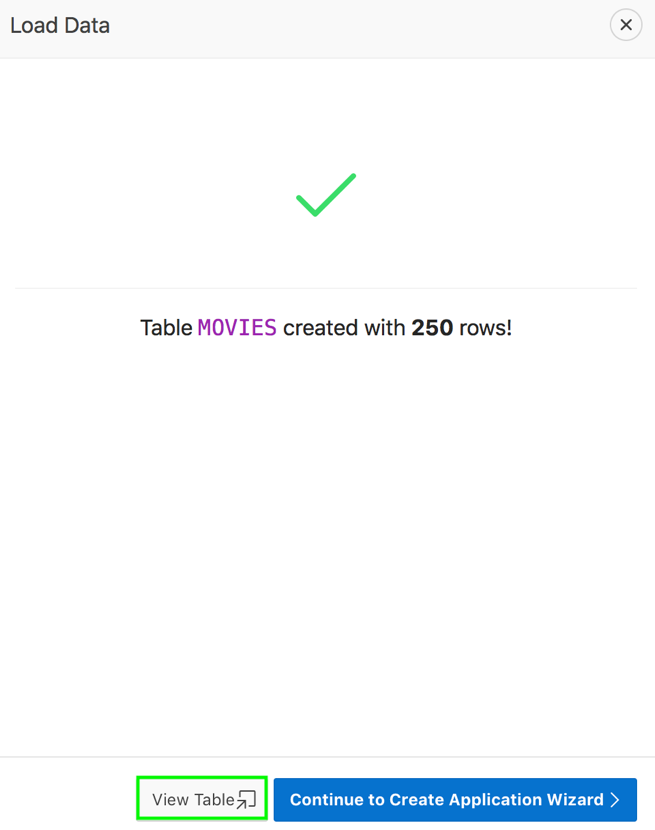 Load Data
Table MOVIES created with 250 rows!
View Table
Continue to Create Application Wizard